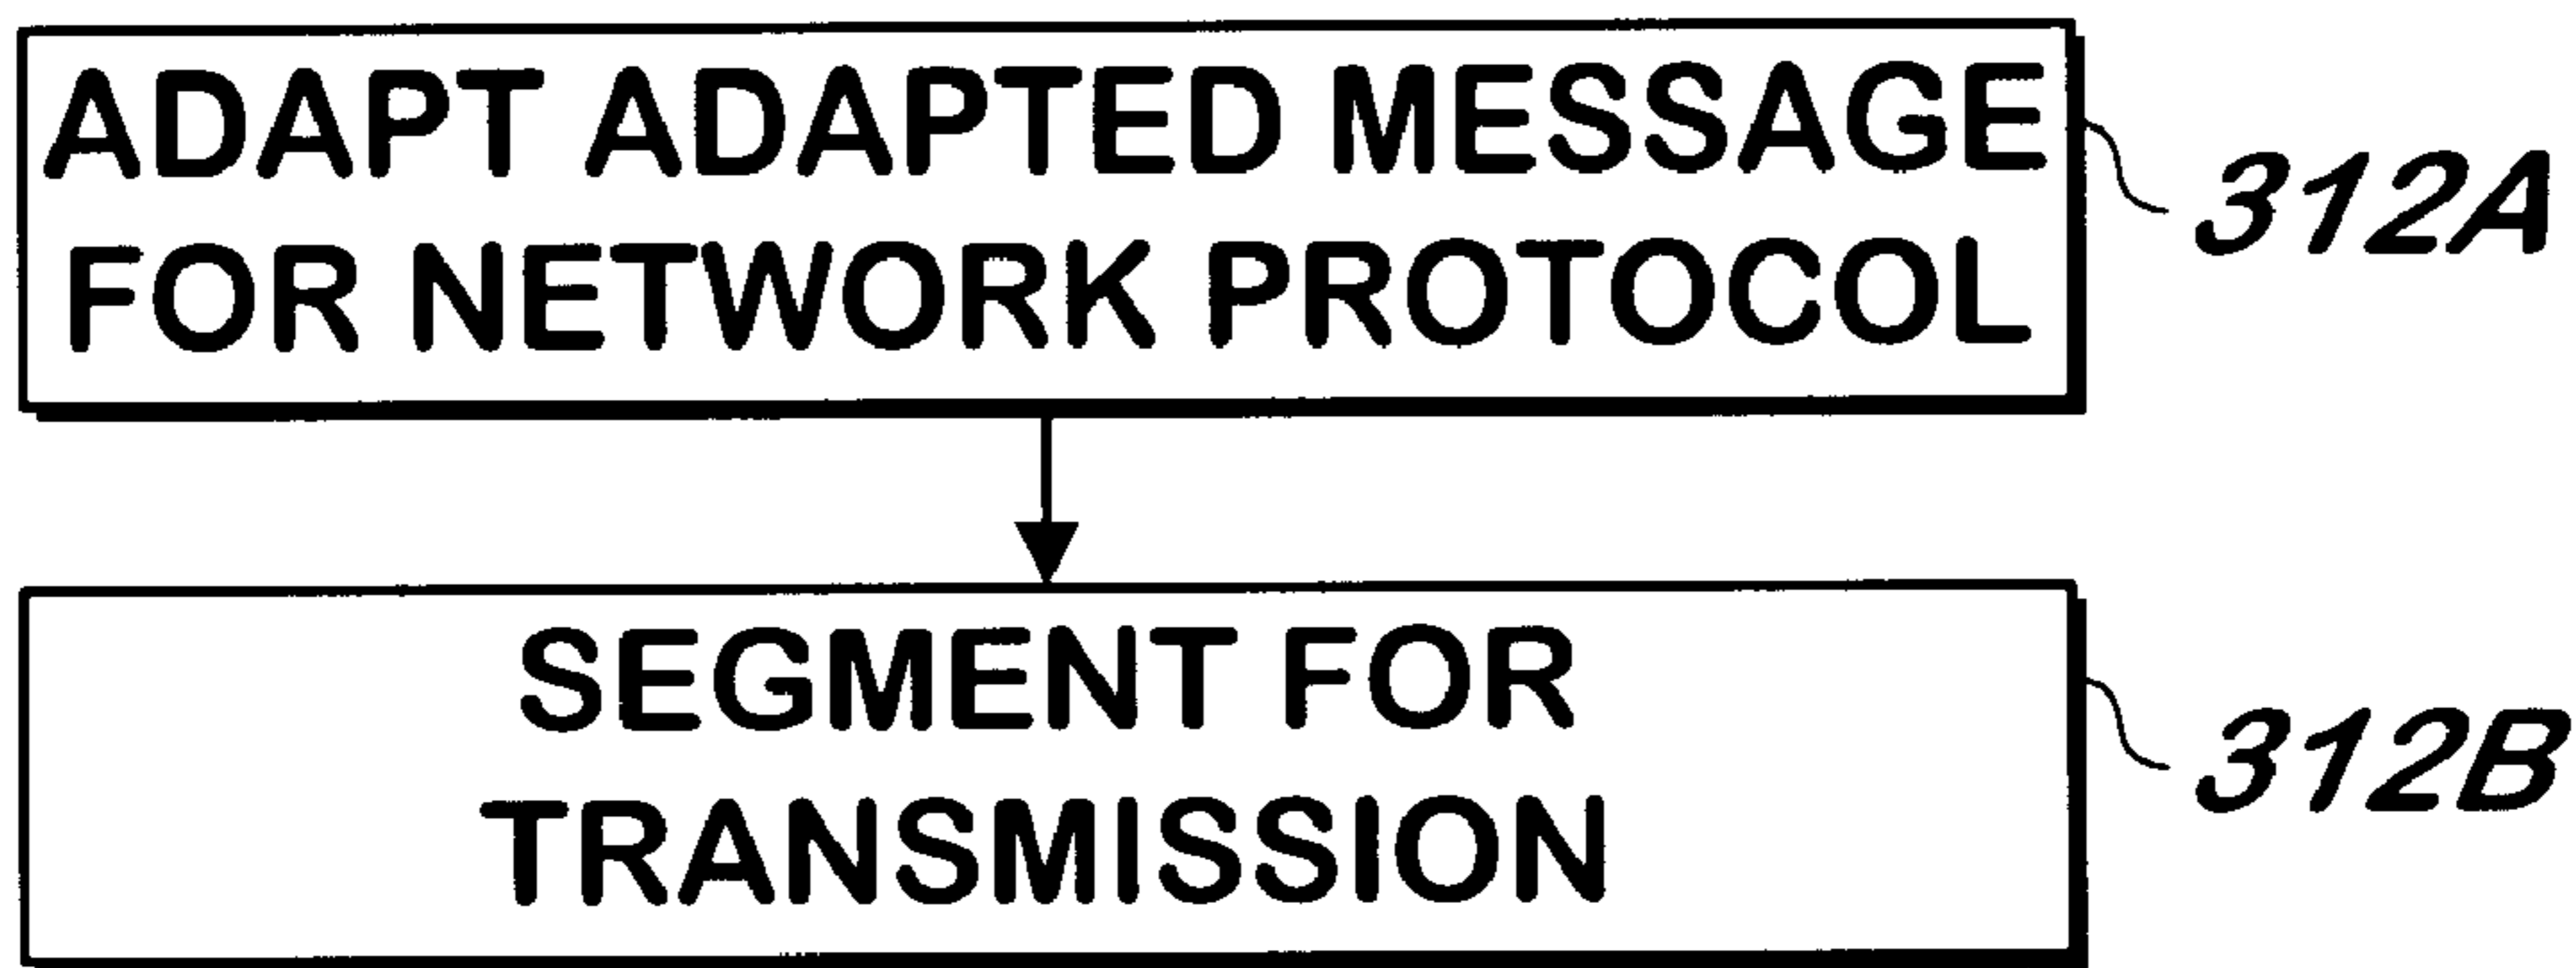 ADAPT ADAPTED MESSAGE
FOR NETWORK PROTOCOL
312A
SEGMENT FOR
TRANSMISSION
312B